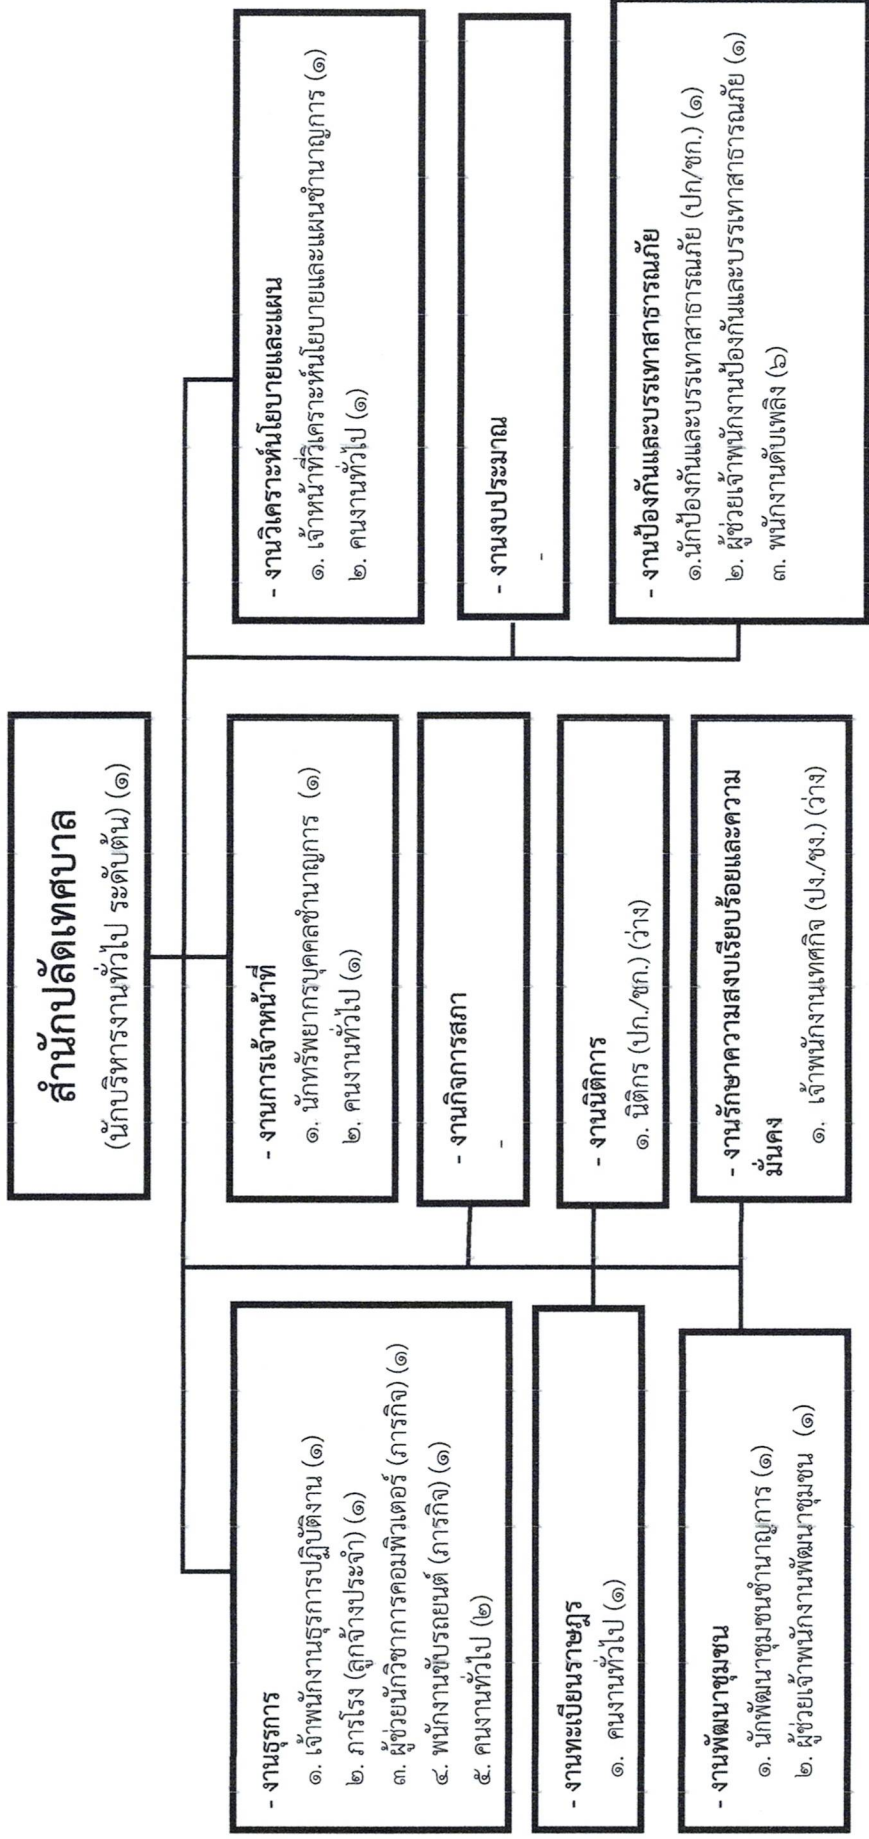 สำนักปลัดเทศบาล
(นักบริหารงานทั่วไป ระดับต้น) (๑)
- งานธุรการ
๑. เจ้าพนักงานธุรการปฏิบัติงาน (๑)
๒. ภารโรง (ลูกจ้างประจำ) (๑)
๓. ผู้ช่วยนักวิชาการคอมพิวเตอร์ (ภารกิจ) (๑)
๔. พนักงานขับรถยนต์ (ภารกิจ) (๑)
๕. คนงานทั่วไป (๒)
- งานทะเบียนราษฎร
๑. คนงานทั่วไป (๑)
- งานพัฒนาชุมชน
๑. นักพัฒนาชุมชนชำนาญการ (๑)
๒. ผู้ช่วยเจ้าพนักงานพัฒนาชุมชน (๑)
- งานการเจ้าหน้าที่
๑. นักทรัพยากรบุคคลชำนาญการ (๑)
๒. คนงานทั่วไป (๑)
- งานกิจการสภา
-
- งานนิติการ
๑. นิติกร (ปก./ชก.) (ว่าง)
- งานรักษาความสงบเรียบร้อยและความ
มั่นคง
๑. เจ้าพนักงานเทศกิจ (ปง./ชง.) (ว่าง)
- งานวิเคราะห์นโยบายและแผน
๑. เจ้าหน้าที่วิเคราะห์นโยบายและแผนชำนาญการ (๑)
๒. คนงานทั่วไป (๑)
- งานงบประมาณ
-
- งานป้องกันและบรรเทาสาธารณภัย
๑.นักป้องกันและบรรเทาสาธารณภัย (ปก/ชก.) (๑)
๒. ผู้ช่วยเจ้าพนักงานป้องกันและบรรเทาสาธารณภัย (๑)
๓. พนักงานดับเพลิง (๖)